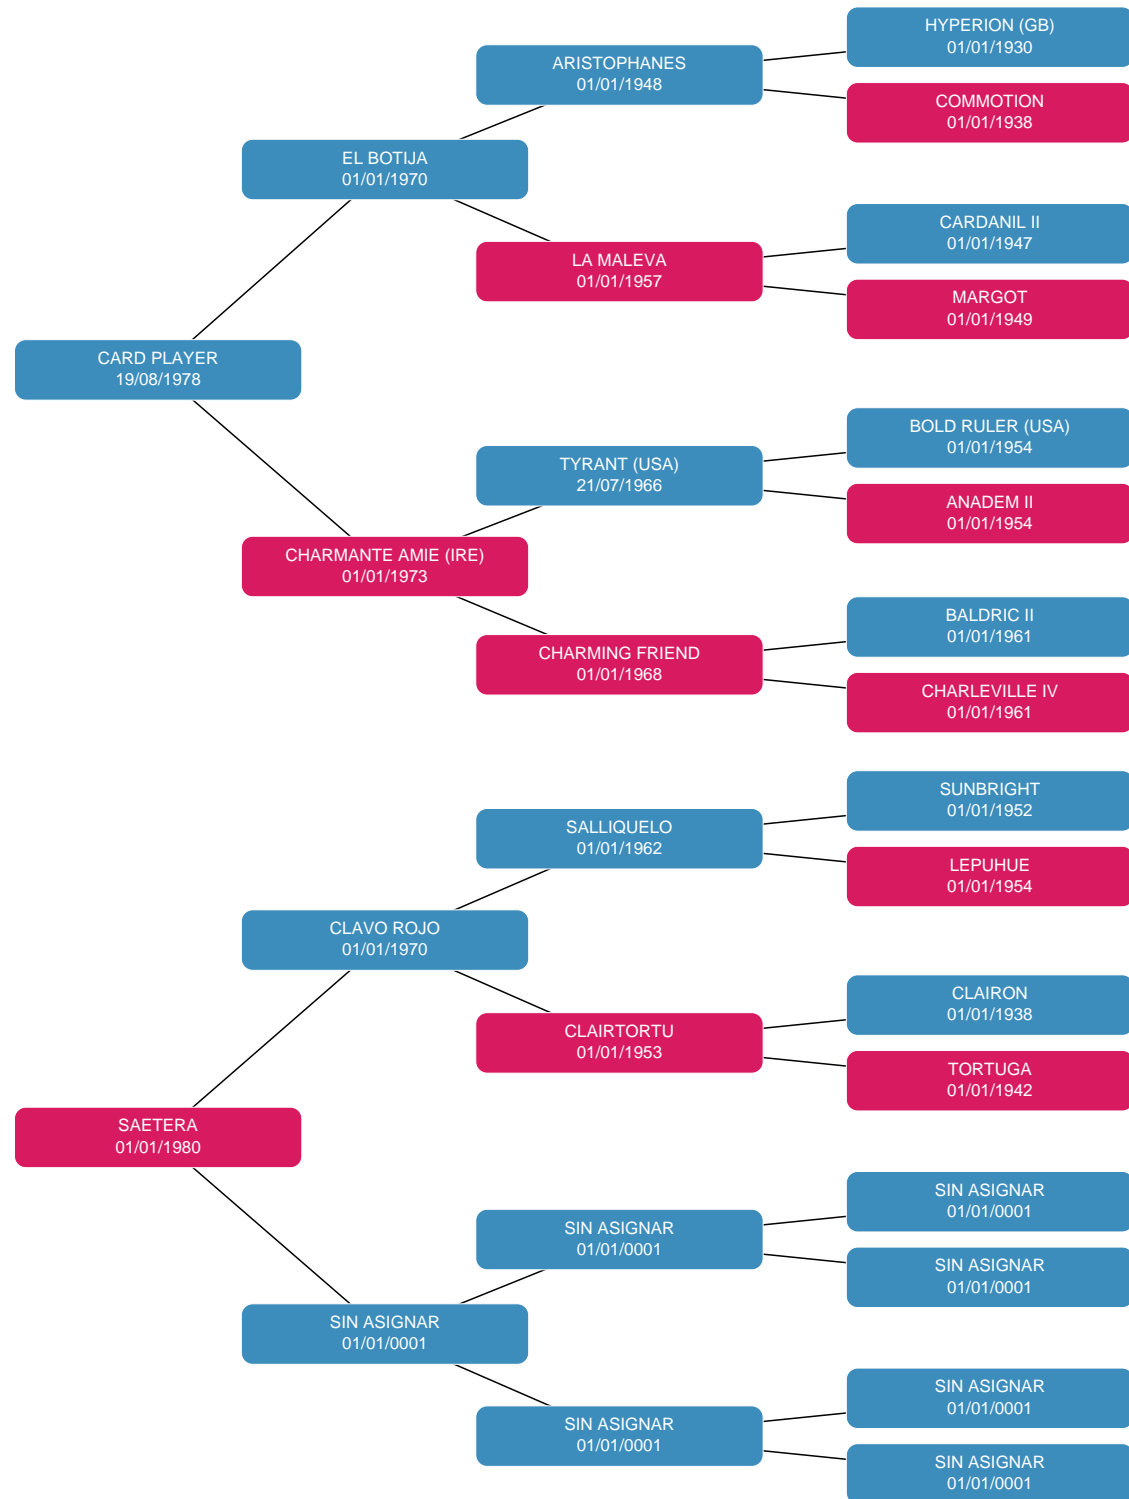 HYPERION (GB)
01/01/1930
ARISTOPHANES
01/01/1948
COMMOTION
01/01/1938
EL BOTIJA
01/01/1970
CARDANIL II
01/01/1947
LA MALEVA
01/01/1957
MARGOT
01/01/1949
CARD PLAYER
19/08/1978
BOLD RULER (USA)
01/01/1954
TYRANT (USA)
21/07/1966
ANADEM II
01/01/1954
CHARMANTE AMIE (IRE)
01/01/1973
BALDRIC II
01/01/1961
CHARMING FRIEND
01/01/1968
CHARLEVILLE IV
01/01/1961
SUNBRIGHT
01/01/1952
SALLIQUELO
01/01/1962
LEPUHUE
01/01/1954
CLAVO ROJO
01/01/1970
CLAIRON
01/01/1938
CLAIRTORTU
01/01/1953
TORTUGA
01/01/1942
SAETERA
01/01/1980
SIN ASIGNAR
01/01/0001
SIN ASIGNAR
01/01/0001
SIN ASIGNAR
01/01/0001
SIN ASIGNAR
01/01/0001
SIN ASIGNAR
01/01/0001
SIN ASIGNAR
01/01/0001
SIN ASIGNAR
01/01/0001